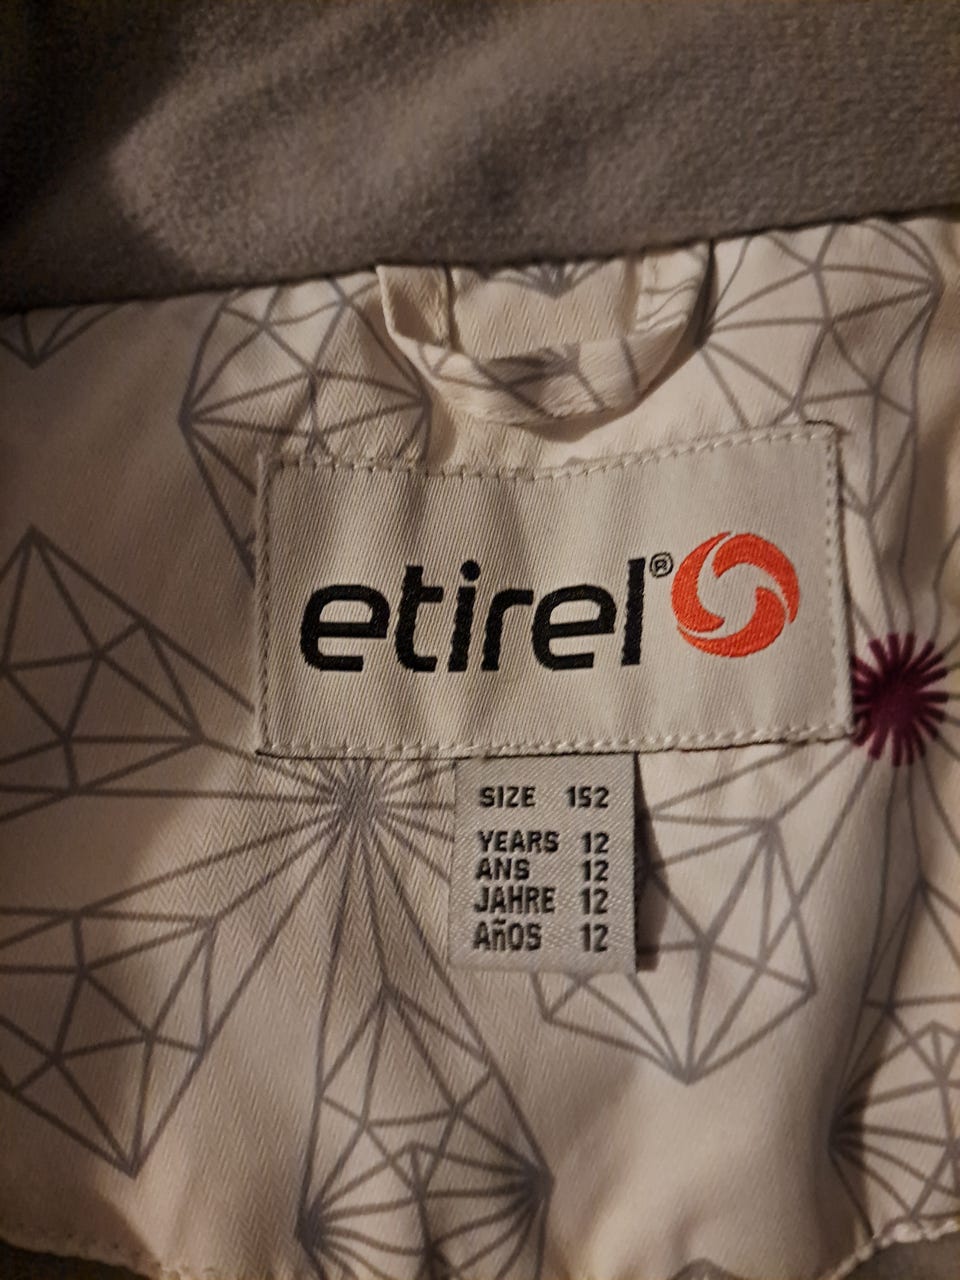 etirel®
SIZE 152
YEARS 12
ANS 12
JAHRE 12
AñOS 12